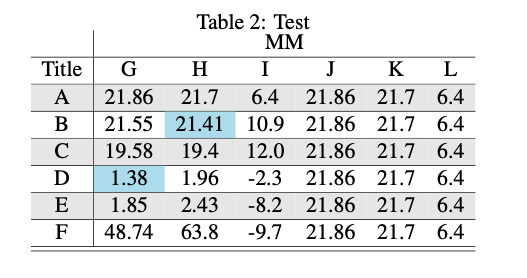 Table 2: Test
MM
Title G H I J K L
A 21.86 21.7 6.4 21.86 21.7 6.4
B 21.55 21.41 10.9 21.86 21.7 6.4
C 19.58 19.4 12.0 21.86 21.7 6.4
D 1.38 1.96 -2.3 21.86 21.7 6.4
E 1.85 2.43 -8.2 21.86 21.7 6.4
F 48.74 63.8 -9.7 21.86 21.7 6.4